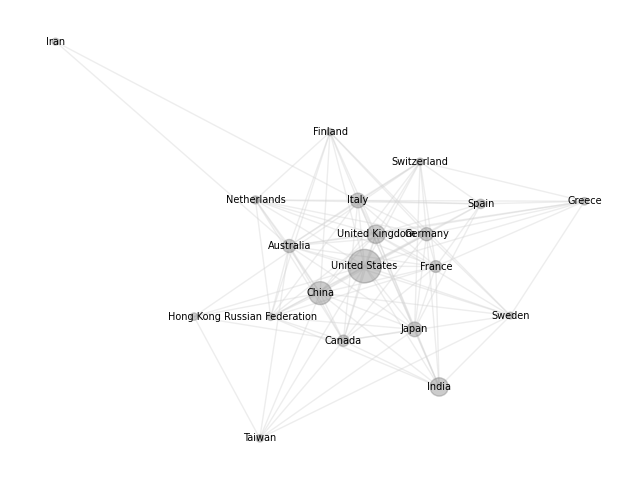 Iran
Finland
Switzerland
Netherlands
Italy
Spain
Greece
United Kingdom
Germany
Australia
United States
France
China
Hong Kong
Russian Federation
Sweden
Japan
Canada
India
Taiwan